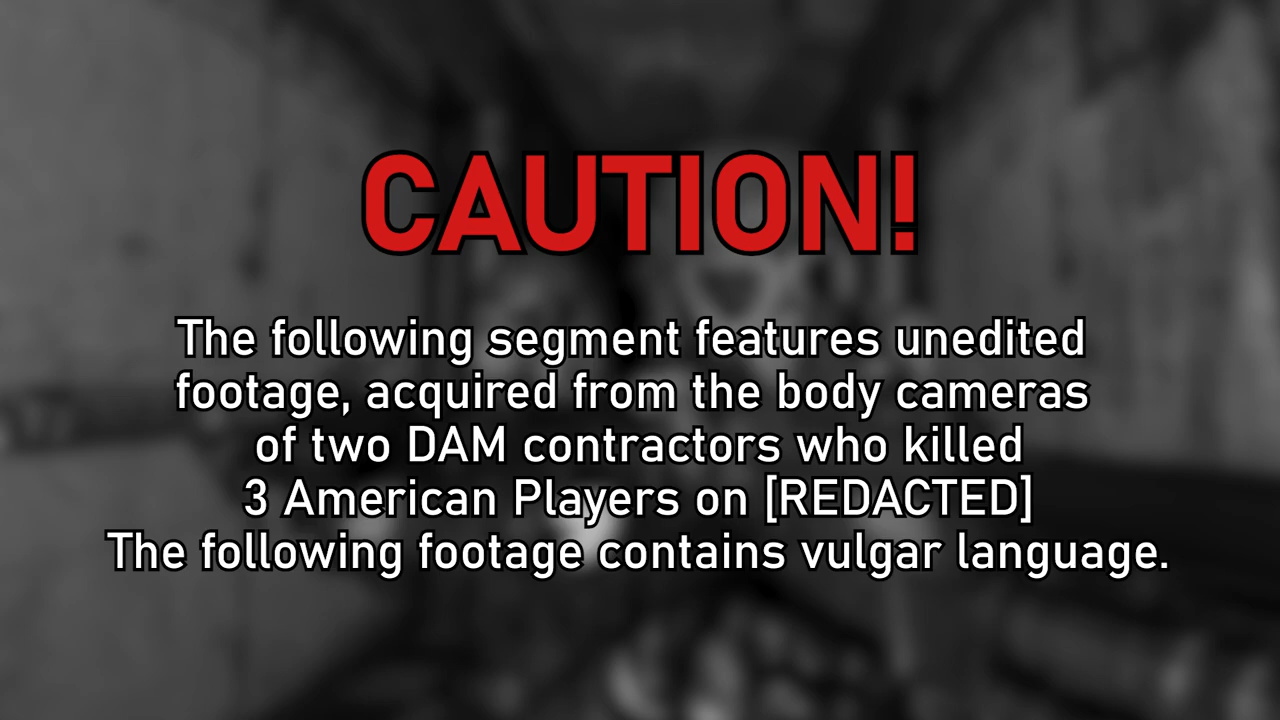 CAUTION!
The following segment features unedited
footage, acquired from the body cameras
of two DAM contractors who killed
3 American Players on [REDACTED]
The following footage contains vulgar language.